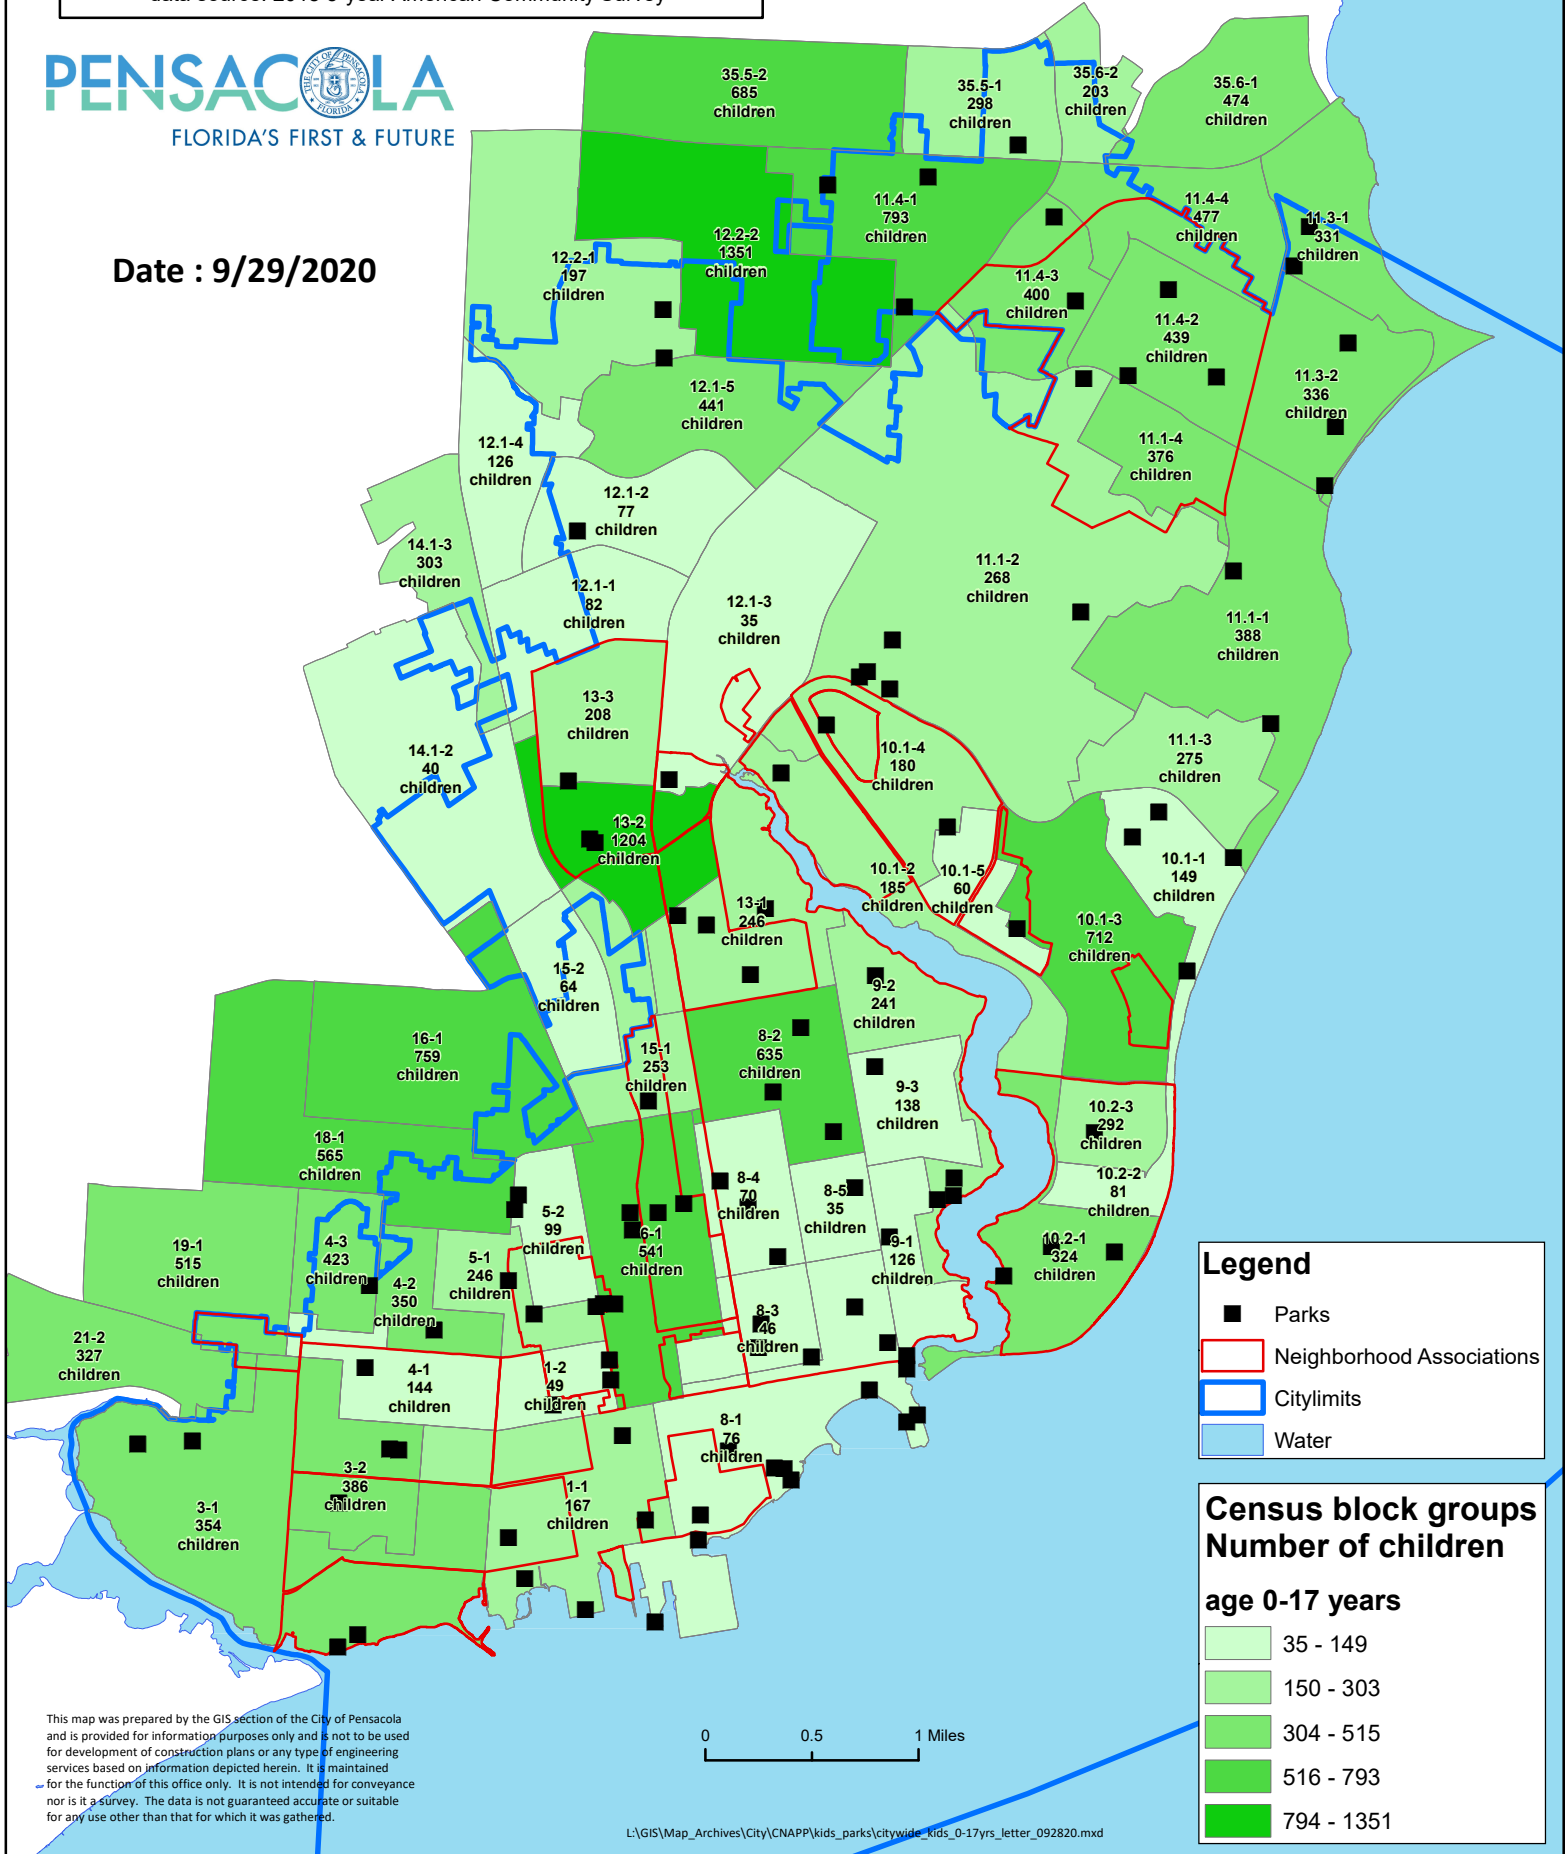 data source: 2018 5-year American Community Survey
PENSACOLA
THE CITY OF PENSACOLA
FLORIDA
FLORIDA'S FIRST & FUTURE
Date : 9/29/2020
35.5-2
685
children
35.5-1
298
children
35.6-2
203
children
35.6-1
474
children
11.4-1
793
children
11.4-4
477
children
11.3-1
331
children
12.2-2
1351
children
12.2-1
197
children
11.4-3
400
children
11.4-2
439
children
11.3-2
336
children
12.1-5
441
children
12.1-4
126
children
11.1-4
376
children
12.1-2
77
children
14.1-3
303
children
11.1-2
268
children
12.1-1
82
children
12.1-3
35
children
11.1-1
388
children
13-3
208
children
14.1-2
40
children
10.1-4
180
children
11.1-3
275
children
13-2
1204
children
10.1-2
185
children
10.1-5
60
children
10.1-1
149
children
13-1
246
children
10.1-3
712
children
15-2
64
children
9-2
241
children
16-1
759
children
15-1
253
children
8-2
635
children
9-3
138
children
10.2-3
292
children
18-1
565
children
8-4
70
children
8-5
35
children
10.2-2
81
children
5-2
99
children
6-1
541
children
9-1
126
children
10.2-1
324
children
19-1
515
children
4-3
423
children
5-1
246
children
4-2
350
children
8-3
46
children
21-2
327
children
4-1
144
children
1-2
49
children
8-1
76
children
3-2
386
children
1-1
167
children
3-1
354
children
Legend
Parks
Neighborhood Associations
Citylimits
Water
Census block groups
Number of children
age 0-17 years
35 - 149
150 - 303
304 - 515
516 - 793
794 - 1351
0 0.5 1 Miles
This map was prepared by the GIS section of the City of Pensacola
and is provided for information purposes only and is not to be used
for development of construction plans or any type of engineering
services based on information depicted herein. It is maintained
for the function of this office only. It is not intended for conveyance
nor is it a survey. The data is not guaranteed accurate or suitable
for any use other than that for which it was gathered.
L:\GIS\Map_Archives\City\CNAPP\kids_parks\citywide_kids_0-17yrs_letter_092820.mxd